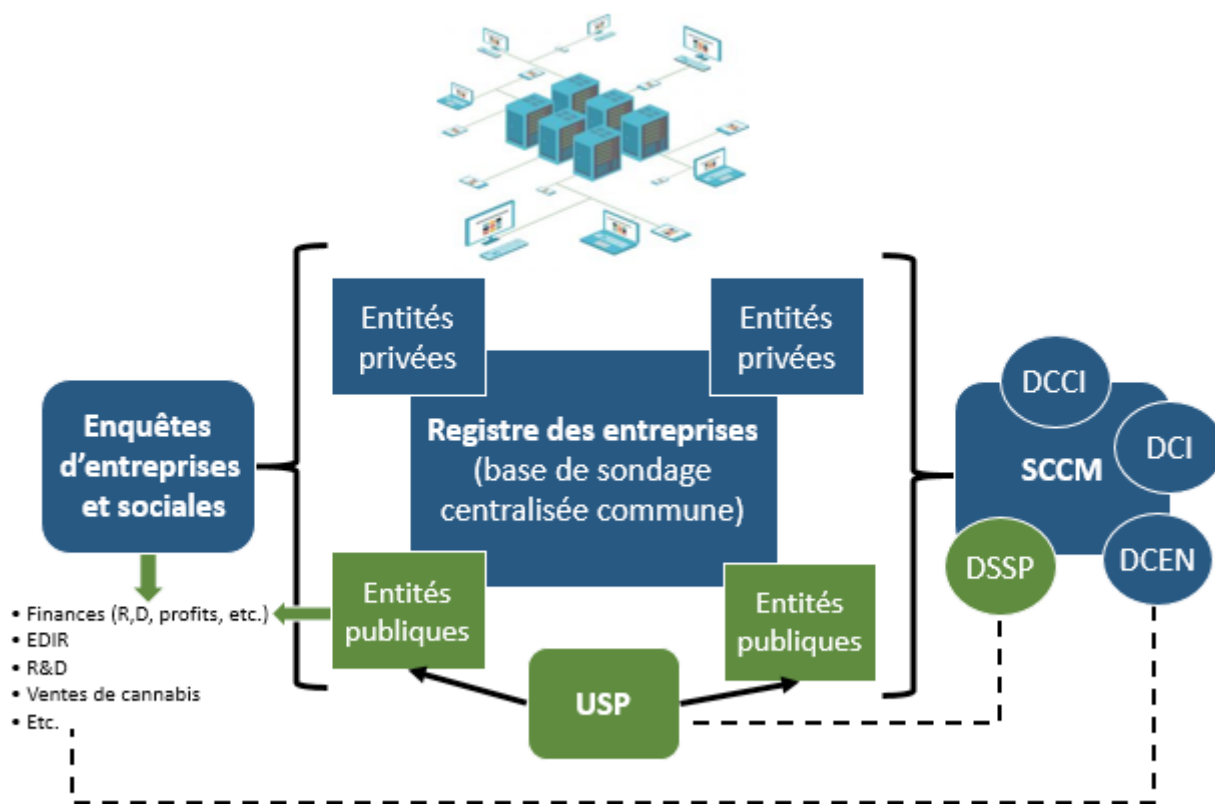 Entités
privées
Entités
privées
Enquêtes
d’entreprises
et sociales
Registre des entreprises
(base de sondage
centralisée commune)
DCCI
DCI
SCCM
DSSP
DCEN
Entités
publiques
Entités
publiques
USP
• Finances (R,D, profits, etc.)
• EDIR
• R&D
• Ventes de cannabis
• Etc.